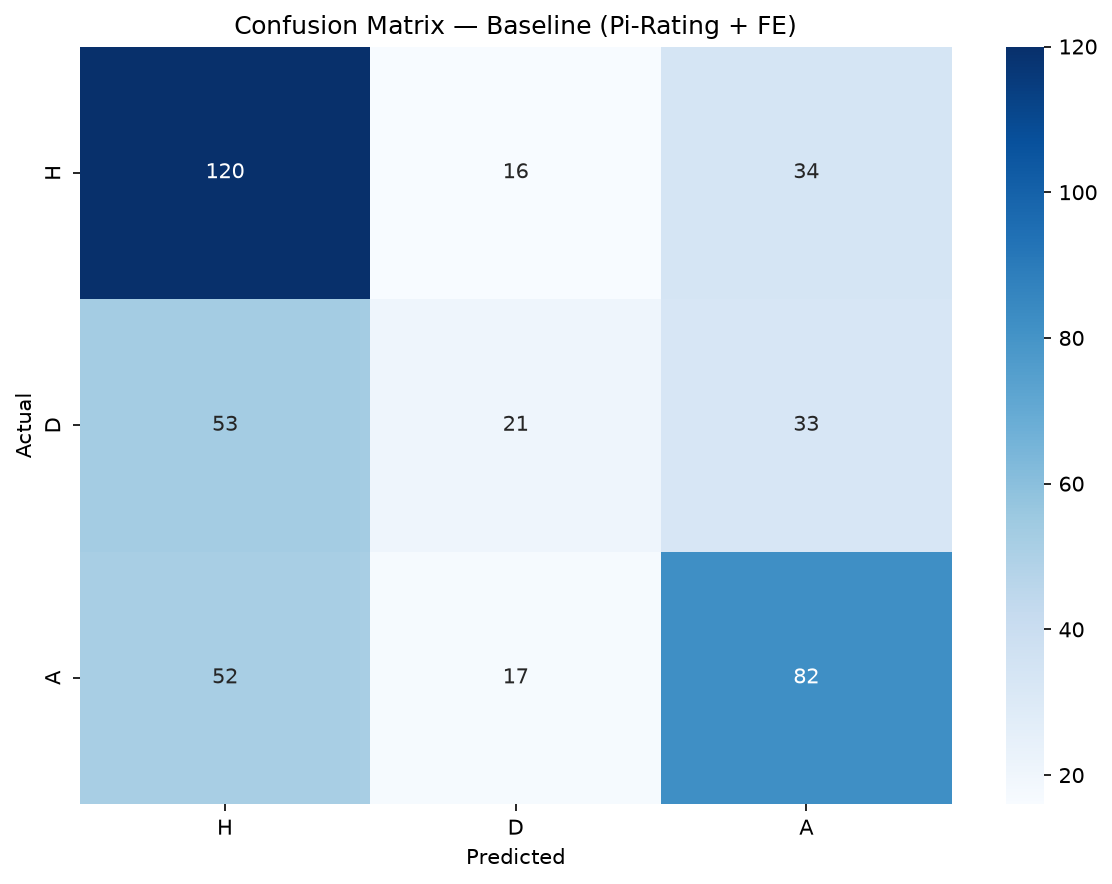 Confusion Matrix — Baseline (Pi-Rating + FE)
120
H
120 16 34
100
80
Actual
D
53 21 33
60
40
A
52 17 82
20
H D A
Predicted